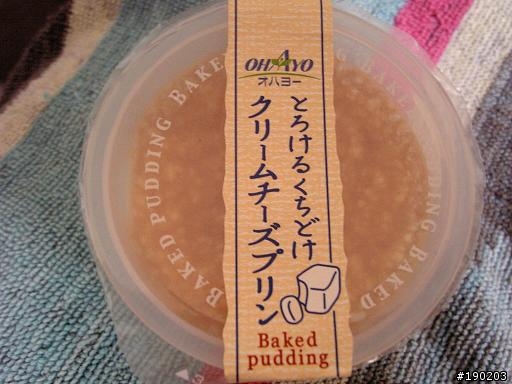 OHAYO
オハヨー
とろけるくちどけ
クリームチーズプリン
Baked
pudding
BAKED PUDDING BAKED
BAKED
PUDDING BAKED
#190203